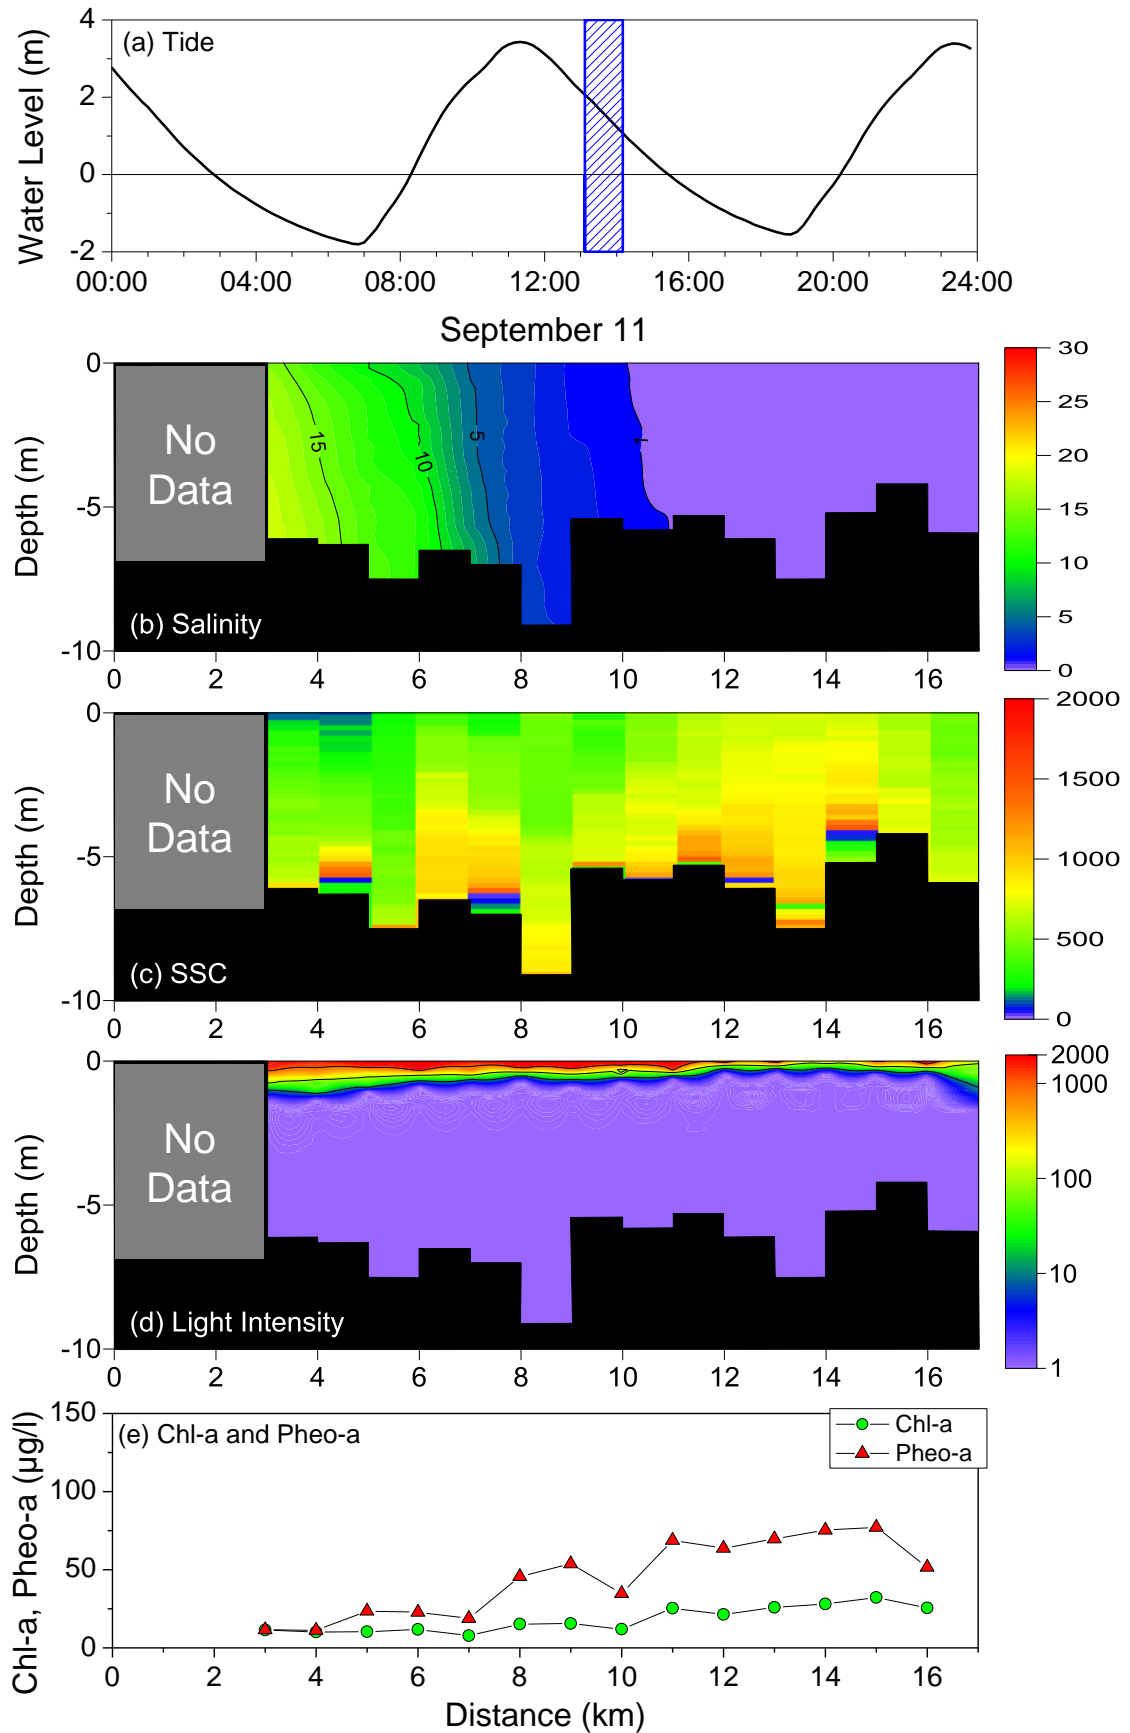 4
(a) Tide
2
0
-2
Water Level (m)
00:00 04:00 08:00 12:00 16:00 20:00 24:00
September 11
0
-5
-10
Depth (m)
No
Data
15
10
5
1
(b) Salinity
0 2 4 6 8 10 12 14 16
30
25
20
15
10
5
0
0
-5
-10
Depth (m)
No
Data
(c) SSC
0 2 4 6 8 10 12 14 16
2000
1500
1000
500
0
0
-5
-10
Depth (m)
No
Data
(d) Light Intensity
0 2 4 6 8 10 12 14 16
2000
1000
100
10
1
150
100
50
0
Chl-a, Pheo-a (µg/l)
(e) Chl-a and Pheo-a
Chl-a
Pheo-a
0 2 4 6 8 10 12 14 16
Distance (km)